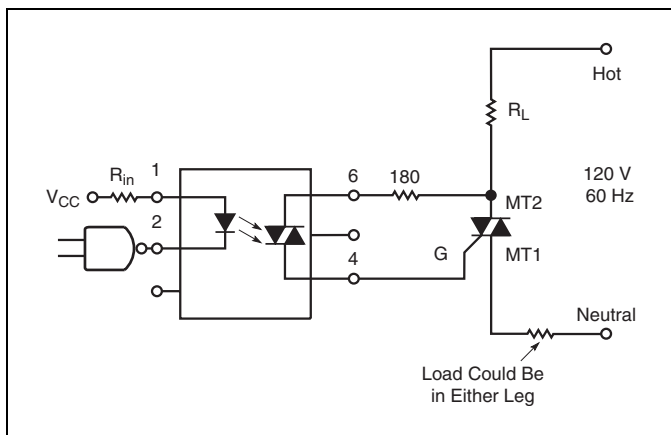 Hot
R_L
1
R_in
6
180
120 V
60 Hz
V_CC
MT2
2
4
G
MT1
Neutral
Load Could Be
in Either Leg